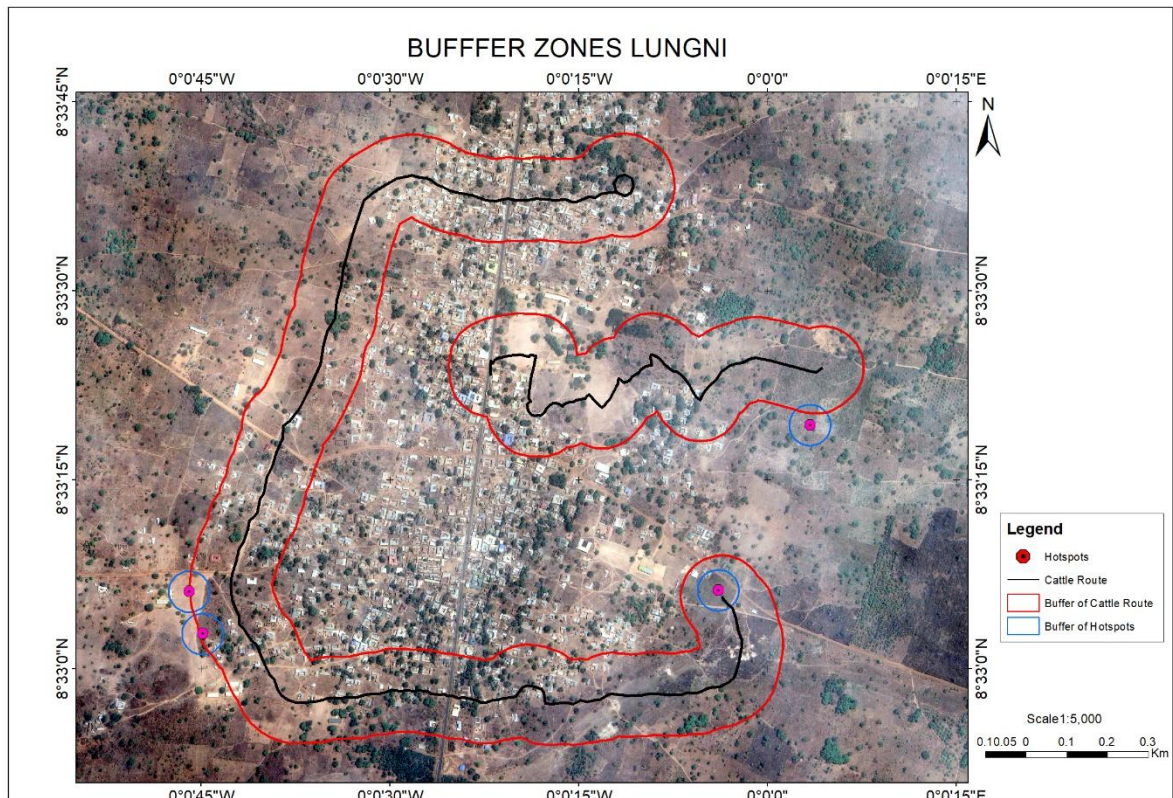 BUFFFER ZONES LUNGNI
0°0'45"W 0°0'30"W 0°0'15"W 0°0'0" 0°0'15"E
N
8°33'45"N 8°33'45"N
8°33'30"N 8°33'30"N
8°33'15"N 8°33'15"N
8°33'0"N 8°33'0"N
Legend
Hotspots
Cattle Route
Buffer of Cattle Route
Buffer of Hotspots
Scale1:5,000
0.10.05 0 0.1 0.2 0.3
Km
0°0'45"W 0°0'30"W 0°0'15"W 0°0'0" 0°0'15"E